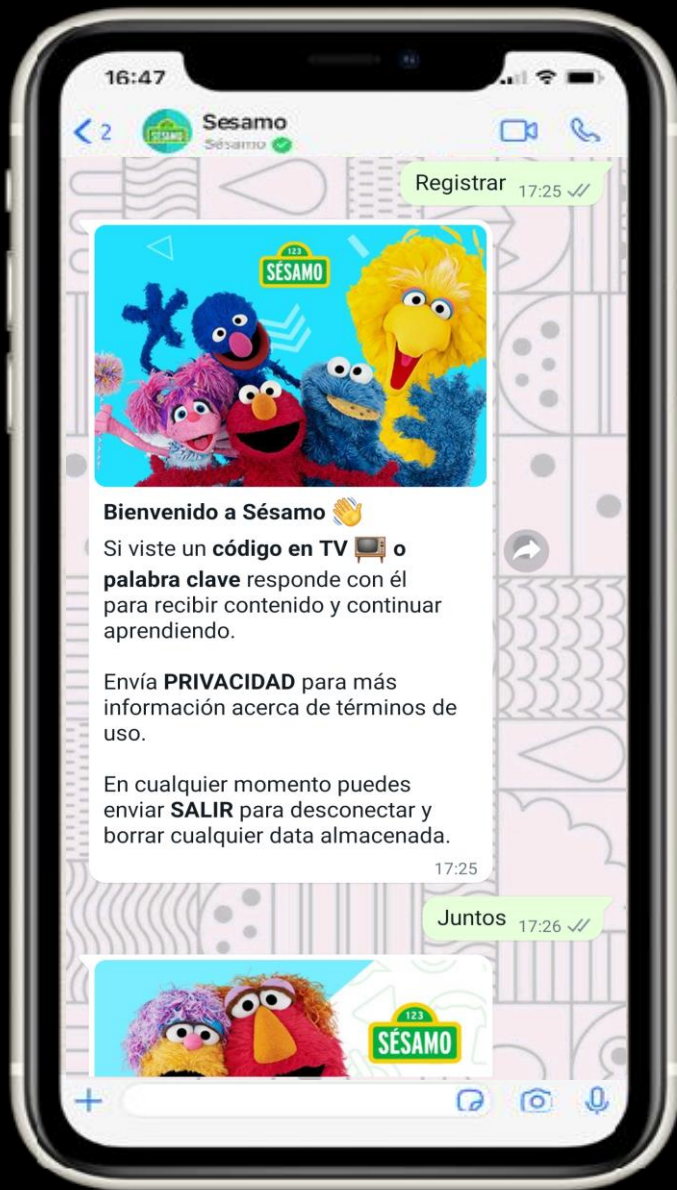 16:47
2
Sesamo
Sésamo
Registrar 17:25
123
SÉSAMO
Bienvenido a Sésamo 👋
Si viste un código en TV 📺 o
palabra clave responde con él
para recibir contenido y continuar
aprendiendo.
Envía PRIVACIDAD para más
información acerca de términos de
uso.
En cualquier momento puedes
enviar SALIR para desconectar y
borrar cualquier data almacenada.
17:25
Juntos 17:26
123
SÉSAMO